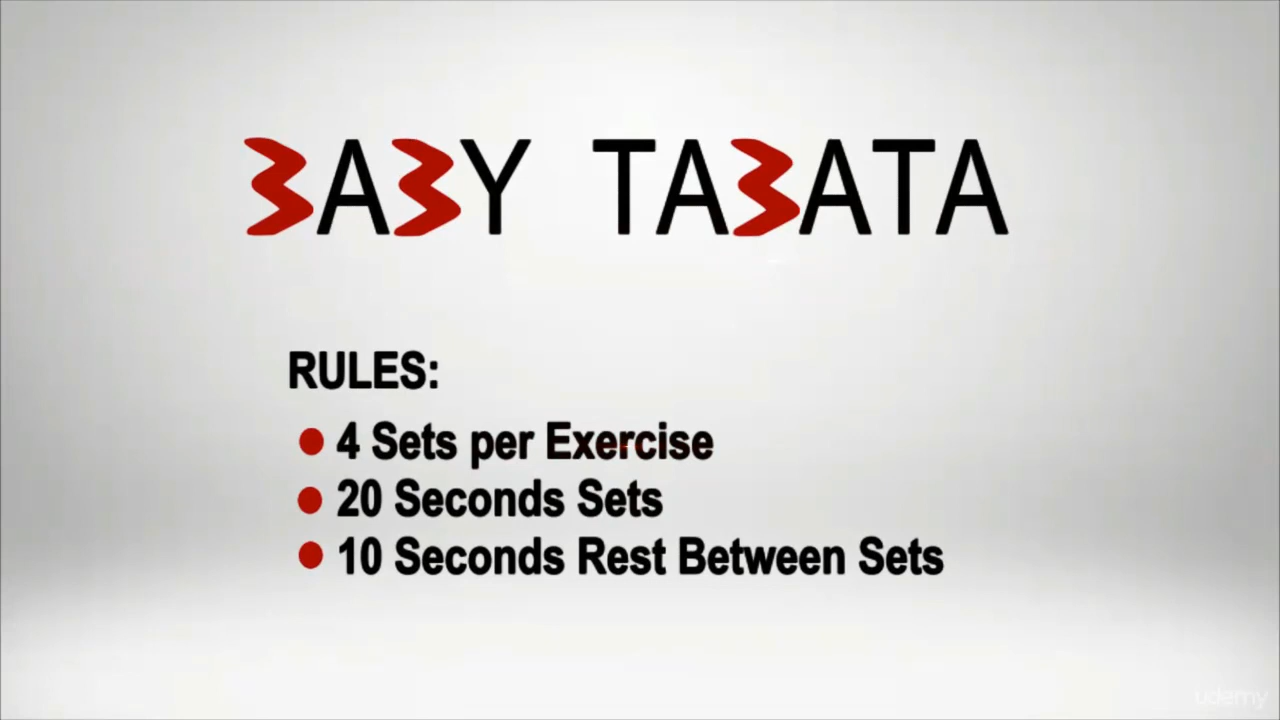 BABY TABATA
RULES:
4 Sets per Exercise
20 Seconds Sets
10 Seconds Rest Between Sets
udemy